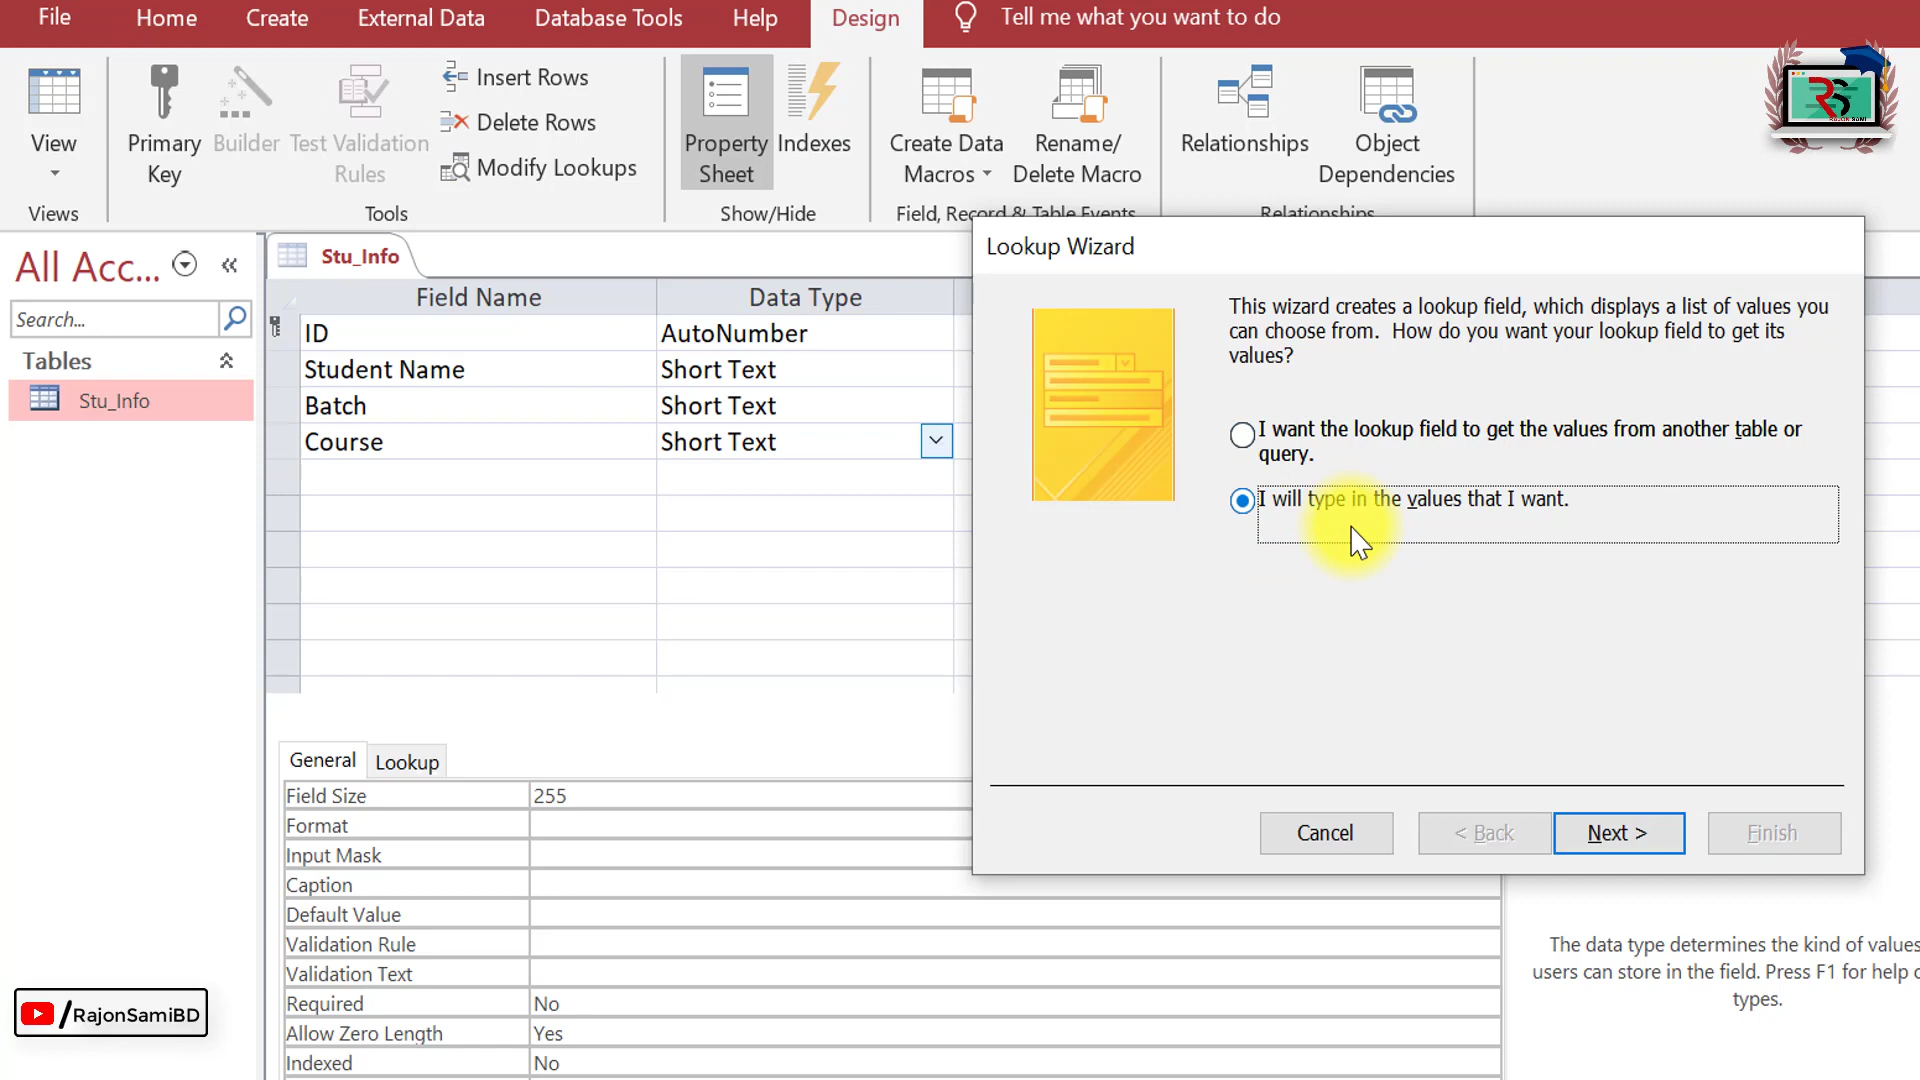 File Home Create External Data Database Tools Help Design Tell me what you want to do
View
Views
Primary
Key
Builder
Test Validation
Rules
Insert Rows
Delete Rows
Modify Lookups
Tools
Property
Sheet
Indexes
Show/Hide
Create Data
Macros
Rename/
Delete Macro
Field, Record & Table Events
Relationships
Object
Dependencies
Relationships
RS
RAJON SAMI
All Acc...
Search...
Tables
Stu_Info
Stu_Info
Field Name Data Type
ID AutoNumber
Student Name Short Text
Batch Short Text
Course Short Text
General Lookup
Field Size 255
Format
Input Mask
Caption
Default Value
Validation Rule
Validation Text
Required No
Allow Zero Length Yes
Indexed No
Lookup Wizard
This wizard creates a lookup field, which displays a list of values you
can choose from. How do you want your lookup field to get its
values?
I want the lookup field to get the values from another table or
query.
I will type in the values that I want.
Cancel < Back Next > Finish
The data type determines the kind of values
users can store in the field. Press F1 for help
types.
/RajonSamiBD